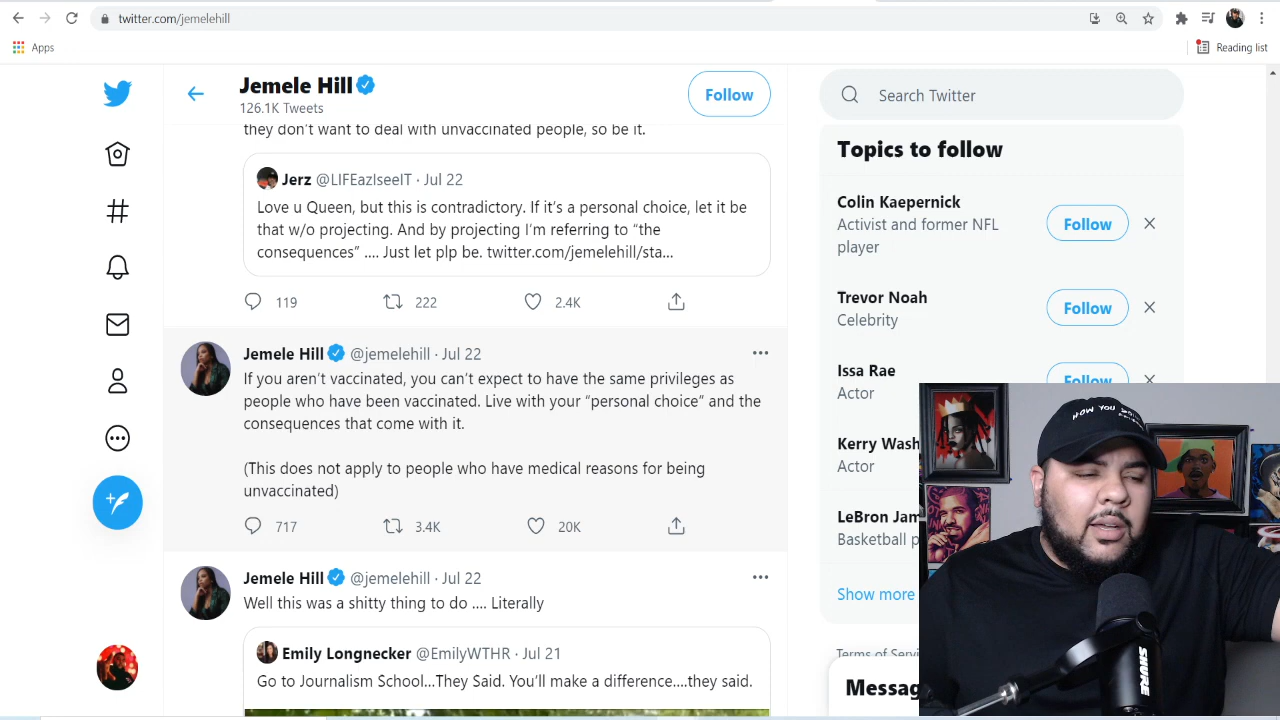 twitter.com/jemelehill
Apps
Reading list
Jemele Hill
126.1K Tweets
Follow
they don't want to deal with unvaccinated people, so be it.
Jerz @LIFEazIseeIT · Jul 22
Love u Queen, but this is contradictory. If it's a personal choice, let it be
that w/o projecting. And by projecting I'm referring to “the
consequences” .... Just let plp be. twitter.com/jemelehill/sta...
119 222 2.4K
Jemele Hill @jemelehill · Jul 22
If you aren't vaccinated, you can't expect to have the same privileges as
people who have been vaccinated. Live with your “personal choice” and the
consequences that come with it.
(This does not apply to people who have medical reasons for being
unvaccinated)
717 3.4K 20K
Jemele Hill @jemelehill · Jul 22
Well this was a shitty thing to do .... Literally
Emily Longnecker @EmilyWTHR · Jul 21
Go to Journalism School...They Said. You'll make a difference....they said.
Search Twitter
Topics to follow
Colin Kaepernick
Activist and former NFL
player
Follow
Trevor Noah
Celebrity
Follow
Issa Rae
Actor
Follow
Kerry Wash
Actor
LeBron Jam
Basketball p
Show more
Terms of Servi
Messag
HOW YOU
SHURE